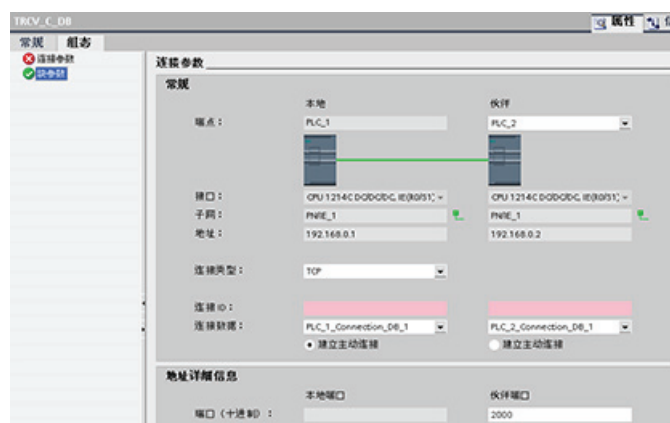 TRCV_C_DB
属性
常规 组态
连接参数
块参数
连接参数
常规
本地 伙伴
端点： PLC_1 PLC_2
接口： CPU 1214C DC/DC/DC, IE(R0/S1) CPU 1214C DC/DC/DC, IE(R0/S1)
子网： PN/IE_1 PN/IE_1
地址： 192.168.0.1 192.168.0.2
连接类型： TCP
连接 ID：
连接数据： PLC_1_Connection_DB_1 PLC_2_Connection_DB_1
建立主动连接 建立主动连接
地址详细信息
本地端口 伙伴端口
端口（十进制）： 2000